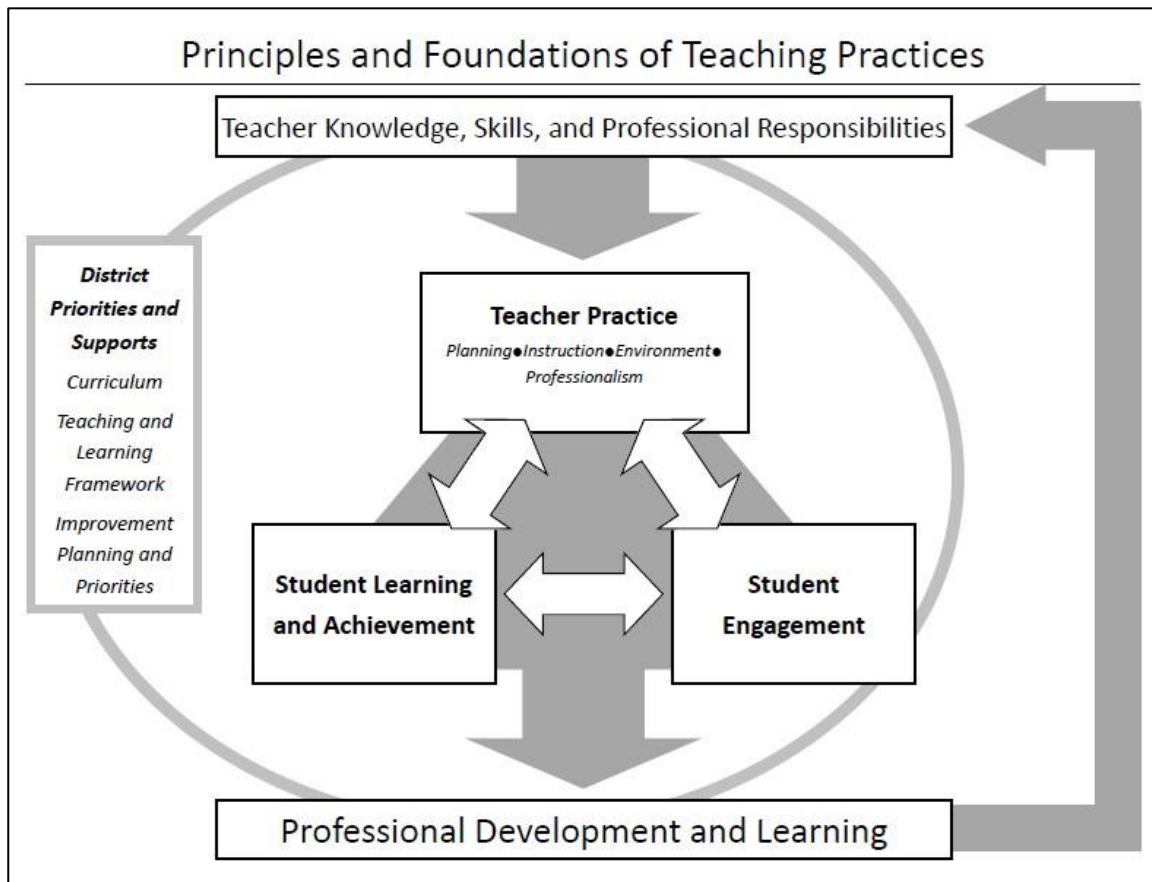 Principles and Foundations of Teaching Practices
Teacher Knowledge, Skills, and Professional Responsibilities
District
Priorities and
Supports
Curriculum
Teaching and
Learning
Framework
Improvement
Planning and
Priorities
Teacher Practice
Planning●Instruction●Environment●
Professionalism
Student Learning
and Achievement
Student
Engagement
Professional Development and Learning